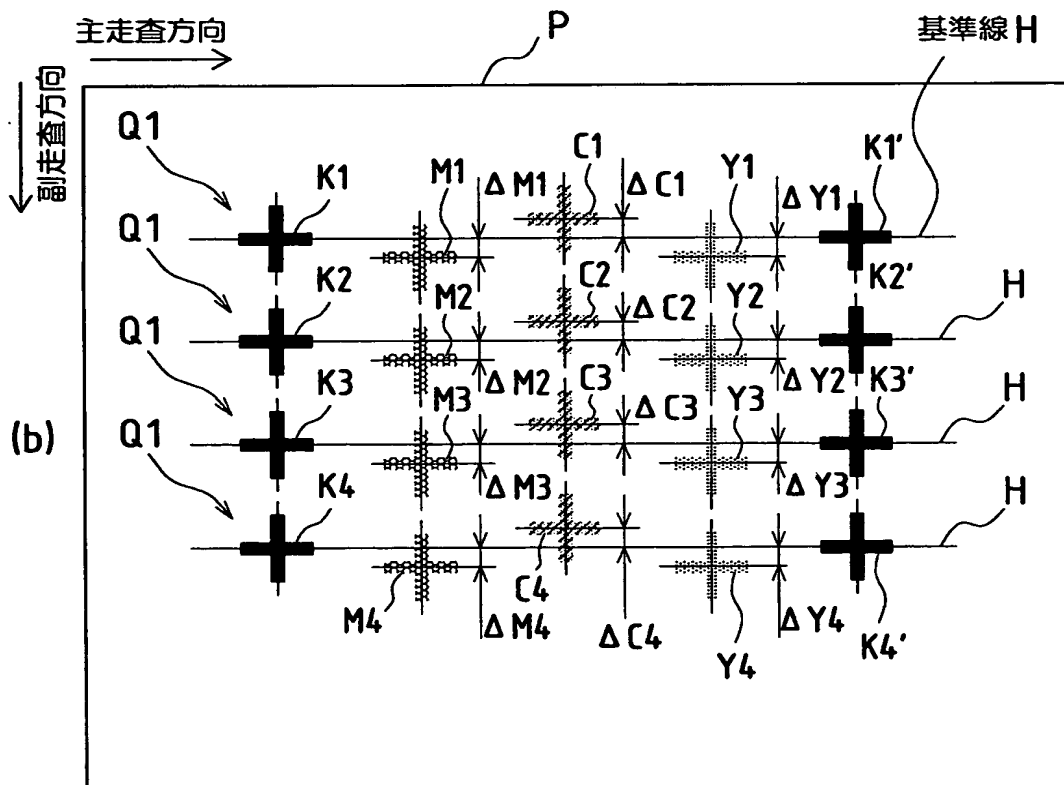 主走査方向
P
基準線 H
副走査方向
Q1
K1
M1
ΔM1
C1
ΔC1
Y1
ΔY1
K1'
Q1
K2
M2
ΔM2
C2
ΔC2
Y2
ΔY2
K2'
H
Q1
K3
M3
ΔM3
C3
ΔC3
Y3
ΔY3
K3'
H
(b)
Q1
K4
M4
ΔM4
C4
ΔC4
Y4
ΔY4
K4'
H